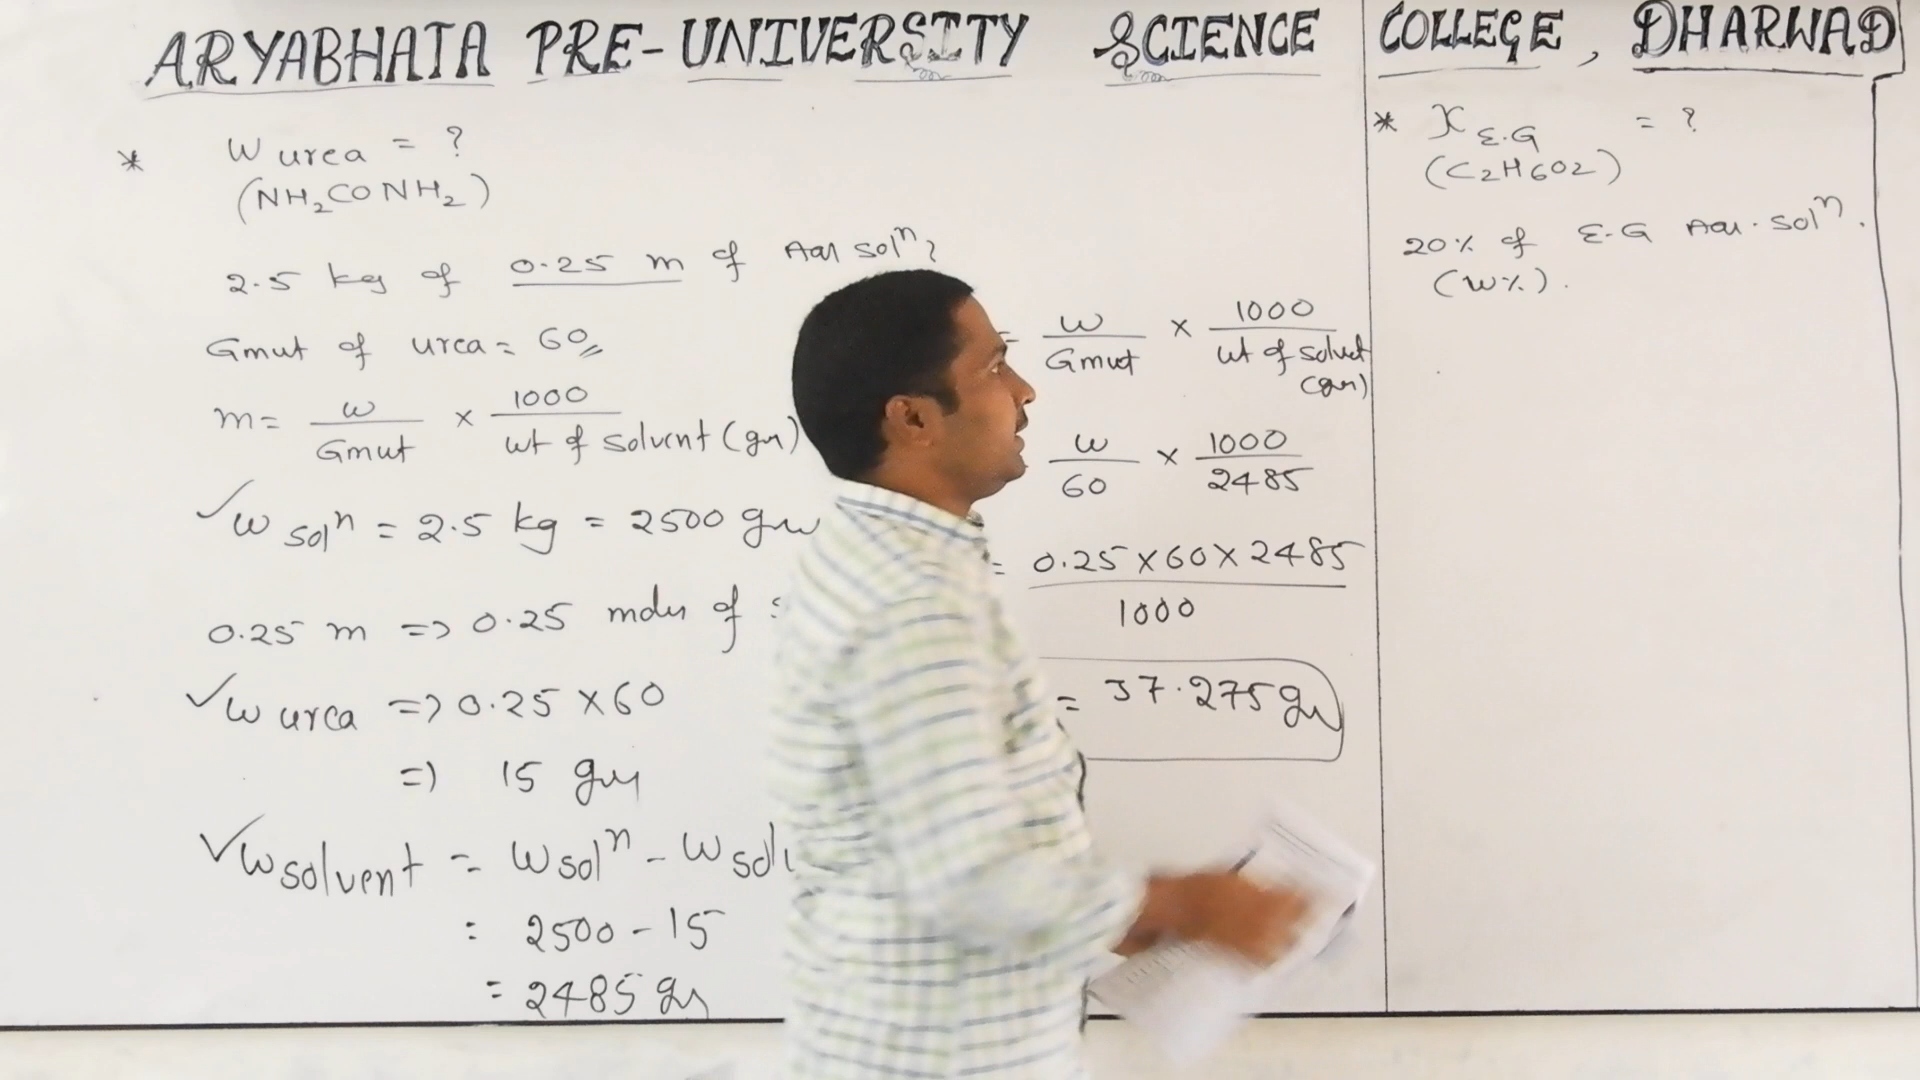 ARYABHATA PRE-UNIVERSITY SCIENCE COLLEGE, DHARWAD
* W urea = ?
(NH₂CONH₂)
2.5 kg of 0.25 m of Aq solⁿ?
Gmwt of urea = 60
m = w / Gmwt × 1000 / wt of solvent (gm)
✓ W solⁿ = 2.5 kg = 2500 gm
0.25 m => 0.25 moles of
✓ W urea => 0.25 × 60
=> 15 gm
✓ W solvent = W solⁿ - W solu
= 2500 - 15
= 2485 gm
= w / Gmwt × 1000 / wt of solvent (gm)
w / 60 × 1000 / 2485
= 0.25 × 60 × 2485 / 1000
= 37.275 gm
* X E.G = ?
(C2H6O2)
20% of E.G Aq. solⁿ.
(W%).